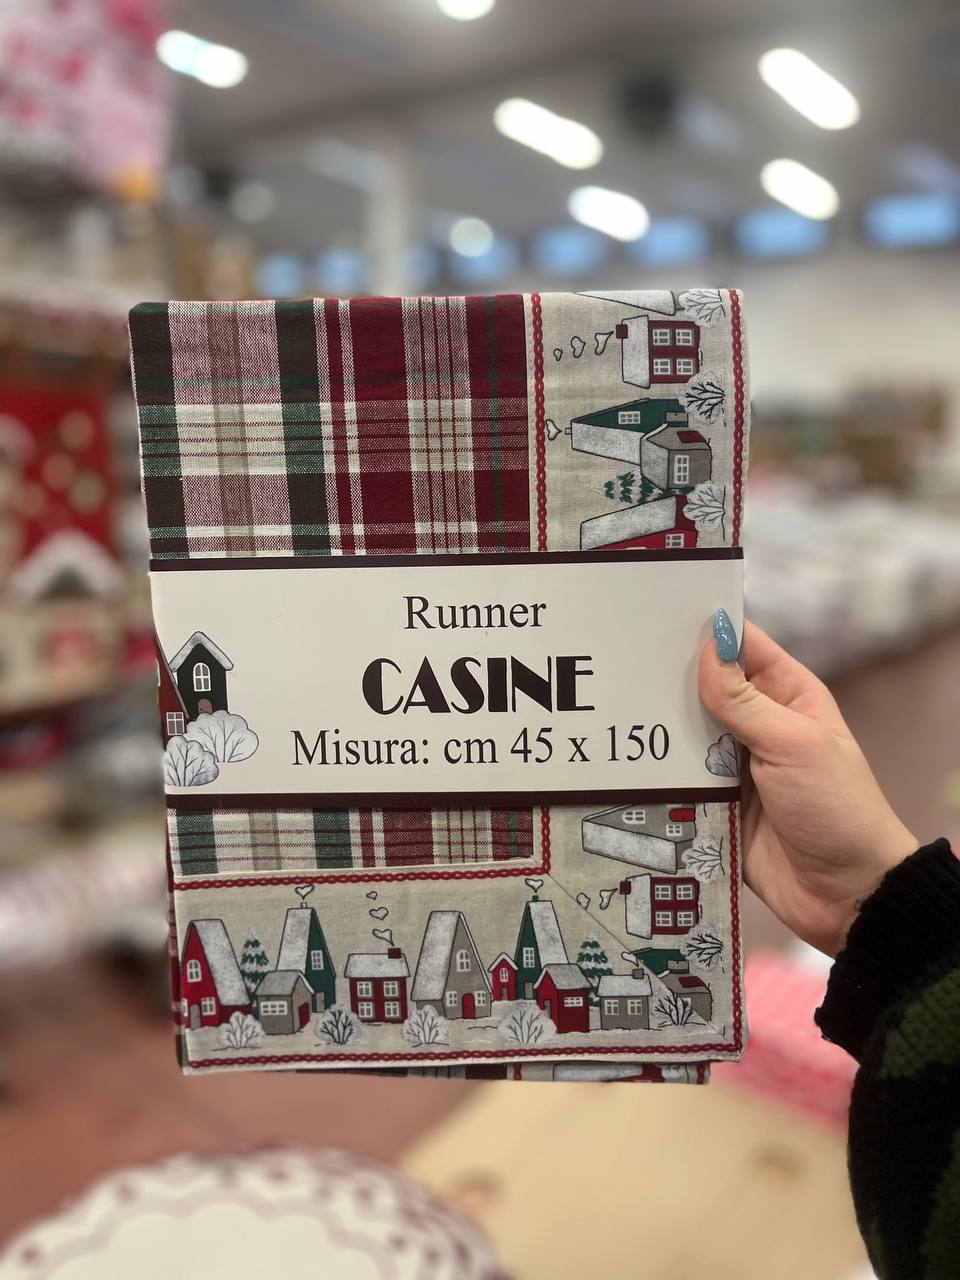 Runner
CASINE
Misura: cm 45 x 150